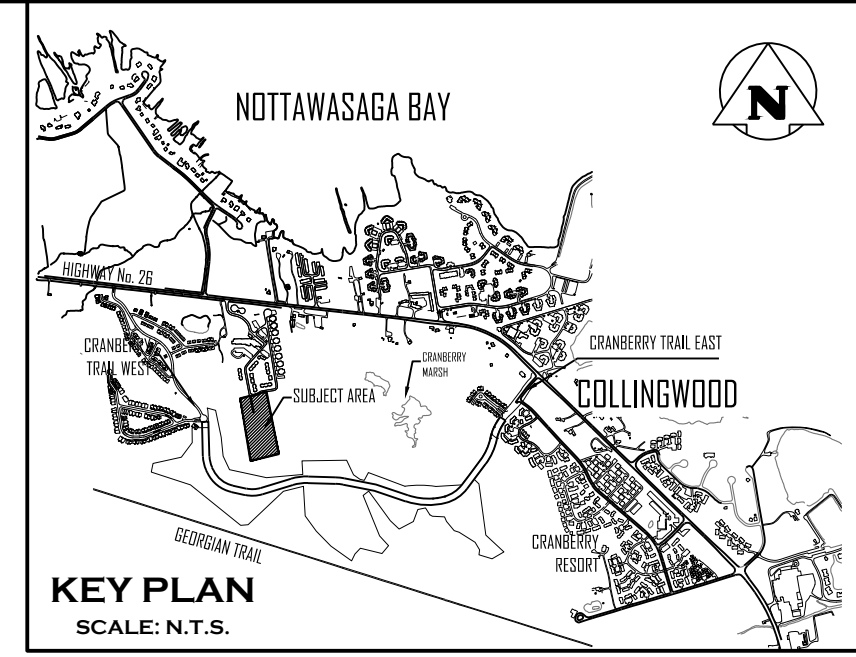 NOTTAWASAGA BAY
N
HIGHWAY No. 26
CRANBERRY
TRAIL WEST
SUBJECT AREA
CRANBERRY
MARSH
CRANBERRY TRAIL EAST
COLLINGWOOD
GEORGIAN TRAIL
CRANBERRY
RESORT
KEY PLAN
SCALE: N.T.S.